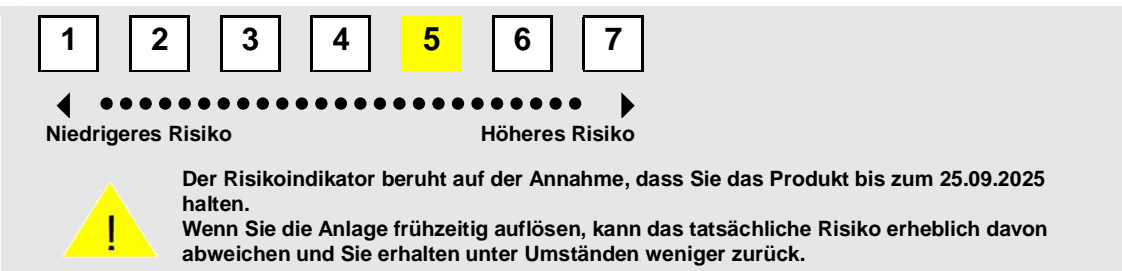 1 2 3 4 5 6 7
Niedrigeres Risiko Höheres Risiko
Der Risikoindikator beruht auf der Annahme, dass Sie das Produkt bis zum 25.09.2025
halten.
Wenn Sie die Anlage frühzeitig auflösen, kann das tatsächliche Risiko erheblich davon
abweichen und Sie erhalten unter Umständen weniger zurück.
!